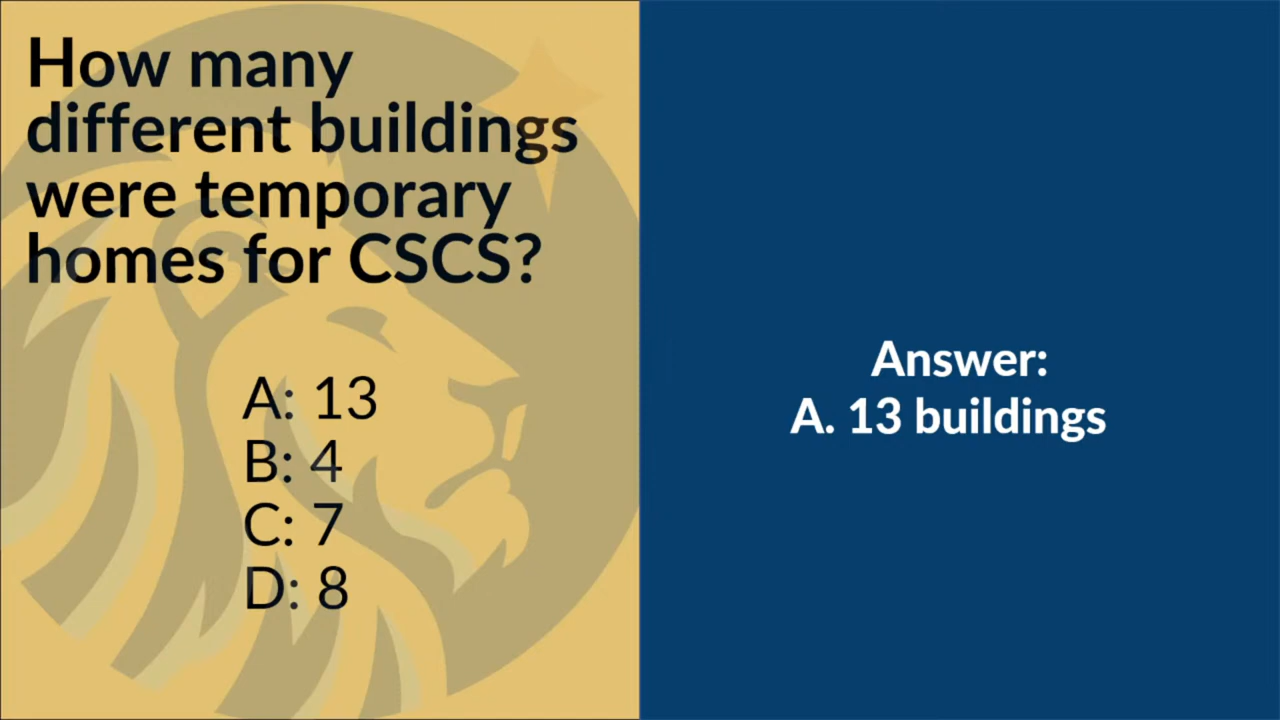 How many
different buildings
were temporary
homes for CSCS?
A: 13
B: 4
C: 7
D: 8
Answer:
A. 13 buildings